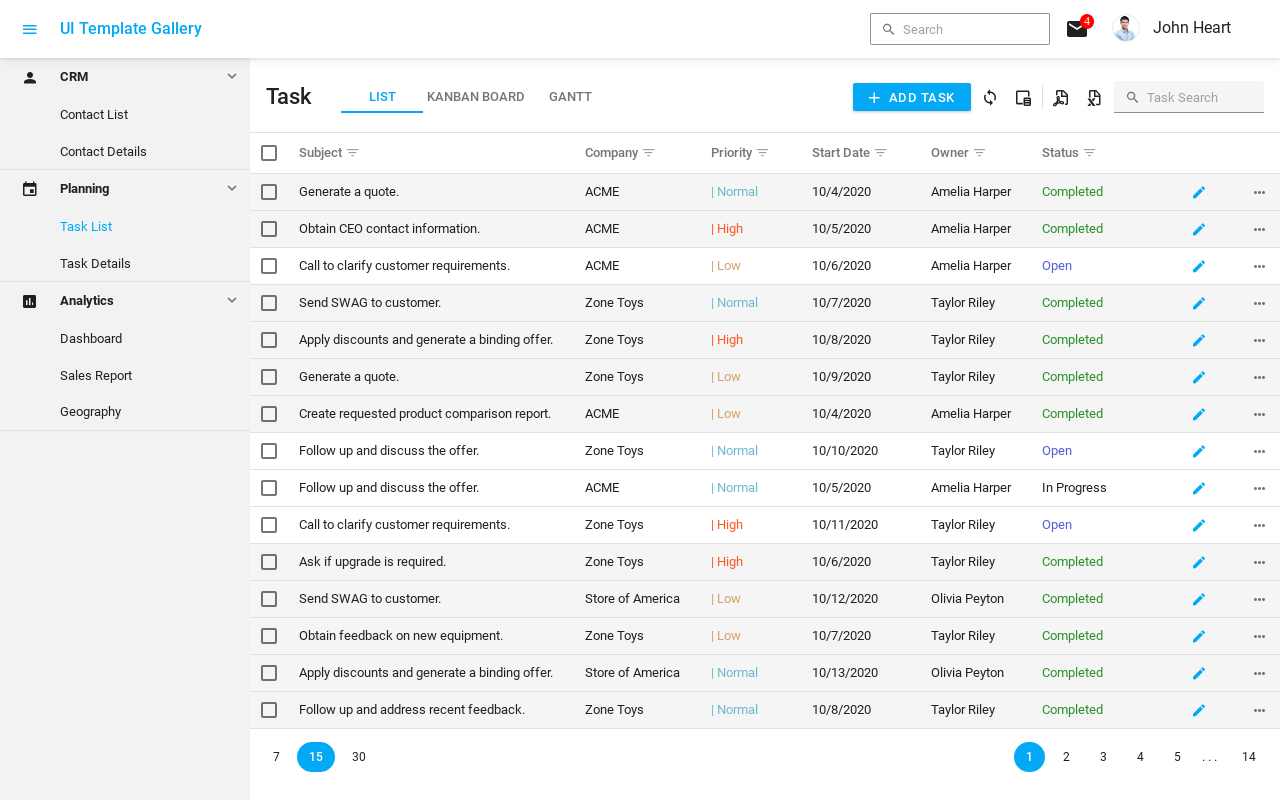 UI Template Gallery
Search
4
John Heart
CRM
Contact List
Contact Details
Planning
Task List
Task Details
Analytics
Dashboard
Sales Report
Geography
Task
LIST KANBAN BOARD GANTT
ADD TASK
Task Search
Subject Company Priority Start Date Owner Status
Generate a quote. ACME | Normal 10/4/2020 Amelia Harper Completed
Obtain CEO contact information. ACME | High 10/5/2020 Amelia Harper Completed
Call to clarify customer requirements. ACME | Low 10/6/2020 Amelia Harper Open
Send SWAG to customer. Zone Toys | Normal 10/7/2020 Taylor Riley Completed
Apply discounts and generate a binding offer. Zone Toys | High 10/8/2020 Taylor Riley Completed
Generate a quote. Zone Toys | Low 10/9/2020 Taylor Riley Completed
Create requested product comparison report. ACME | Low 10/4/2020 Amelia Harper Completed
Follow up and discuss the offer. Zone Toys | Normal 10/10/2020 Taylor Riley Open
Follow up and discuss the offer. ACME | Normal 10/5/2020 Amelia Harper In Progress
Call to clarify customer requirements. Zone Toys | High 10/11/2020 Taylor Riley Open
Ask if upgrade is required. Zone Toys | High 10/6/2020 Taylor Riley Completed
Send SWAG to customer. Store of America | Low 10/12/2020 Olivia Peyton Completed
Obtain feedback on new equipment. Zone Toys | Low 10/7/2020 Taylor Riley Completed
Apply discounts and generate a binding offer. Store of America | Normal 10/13/2020 Olivia Peyton Completed
Follow up and address recent feedback. Zone Toys | Normal 10/8/2020 Taylor Riley Completed
7 15 30 1 2 3 4 5 . . . 14